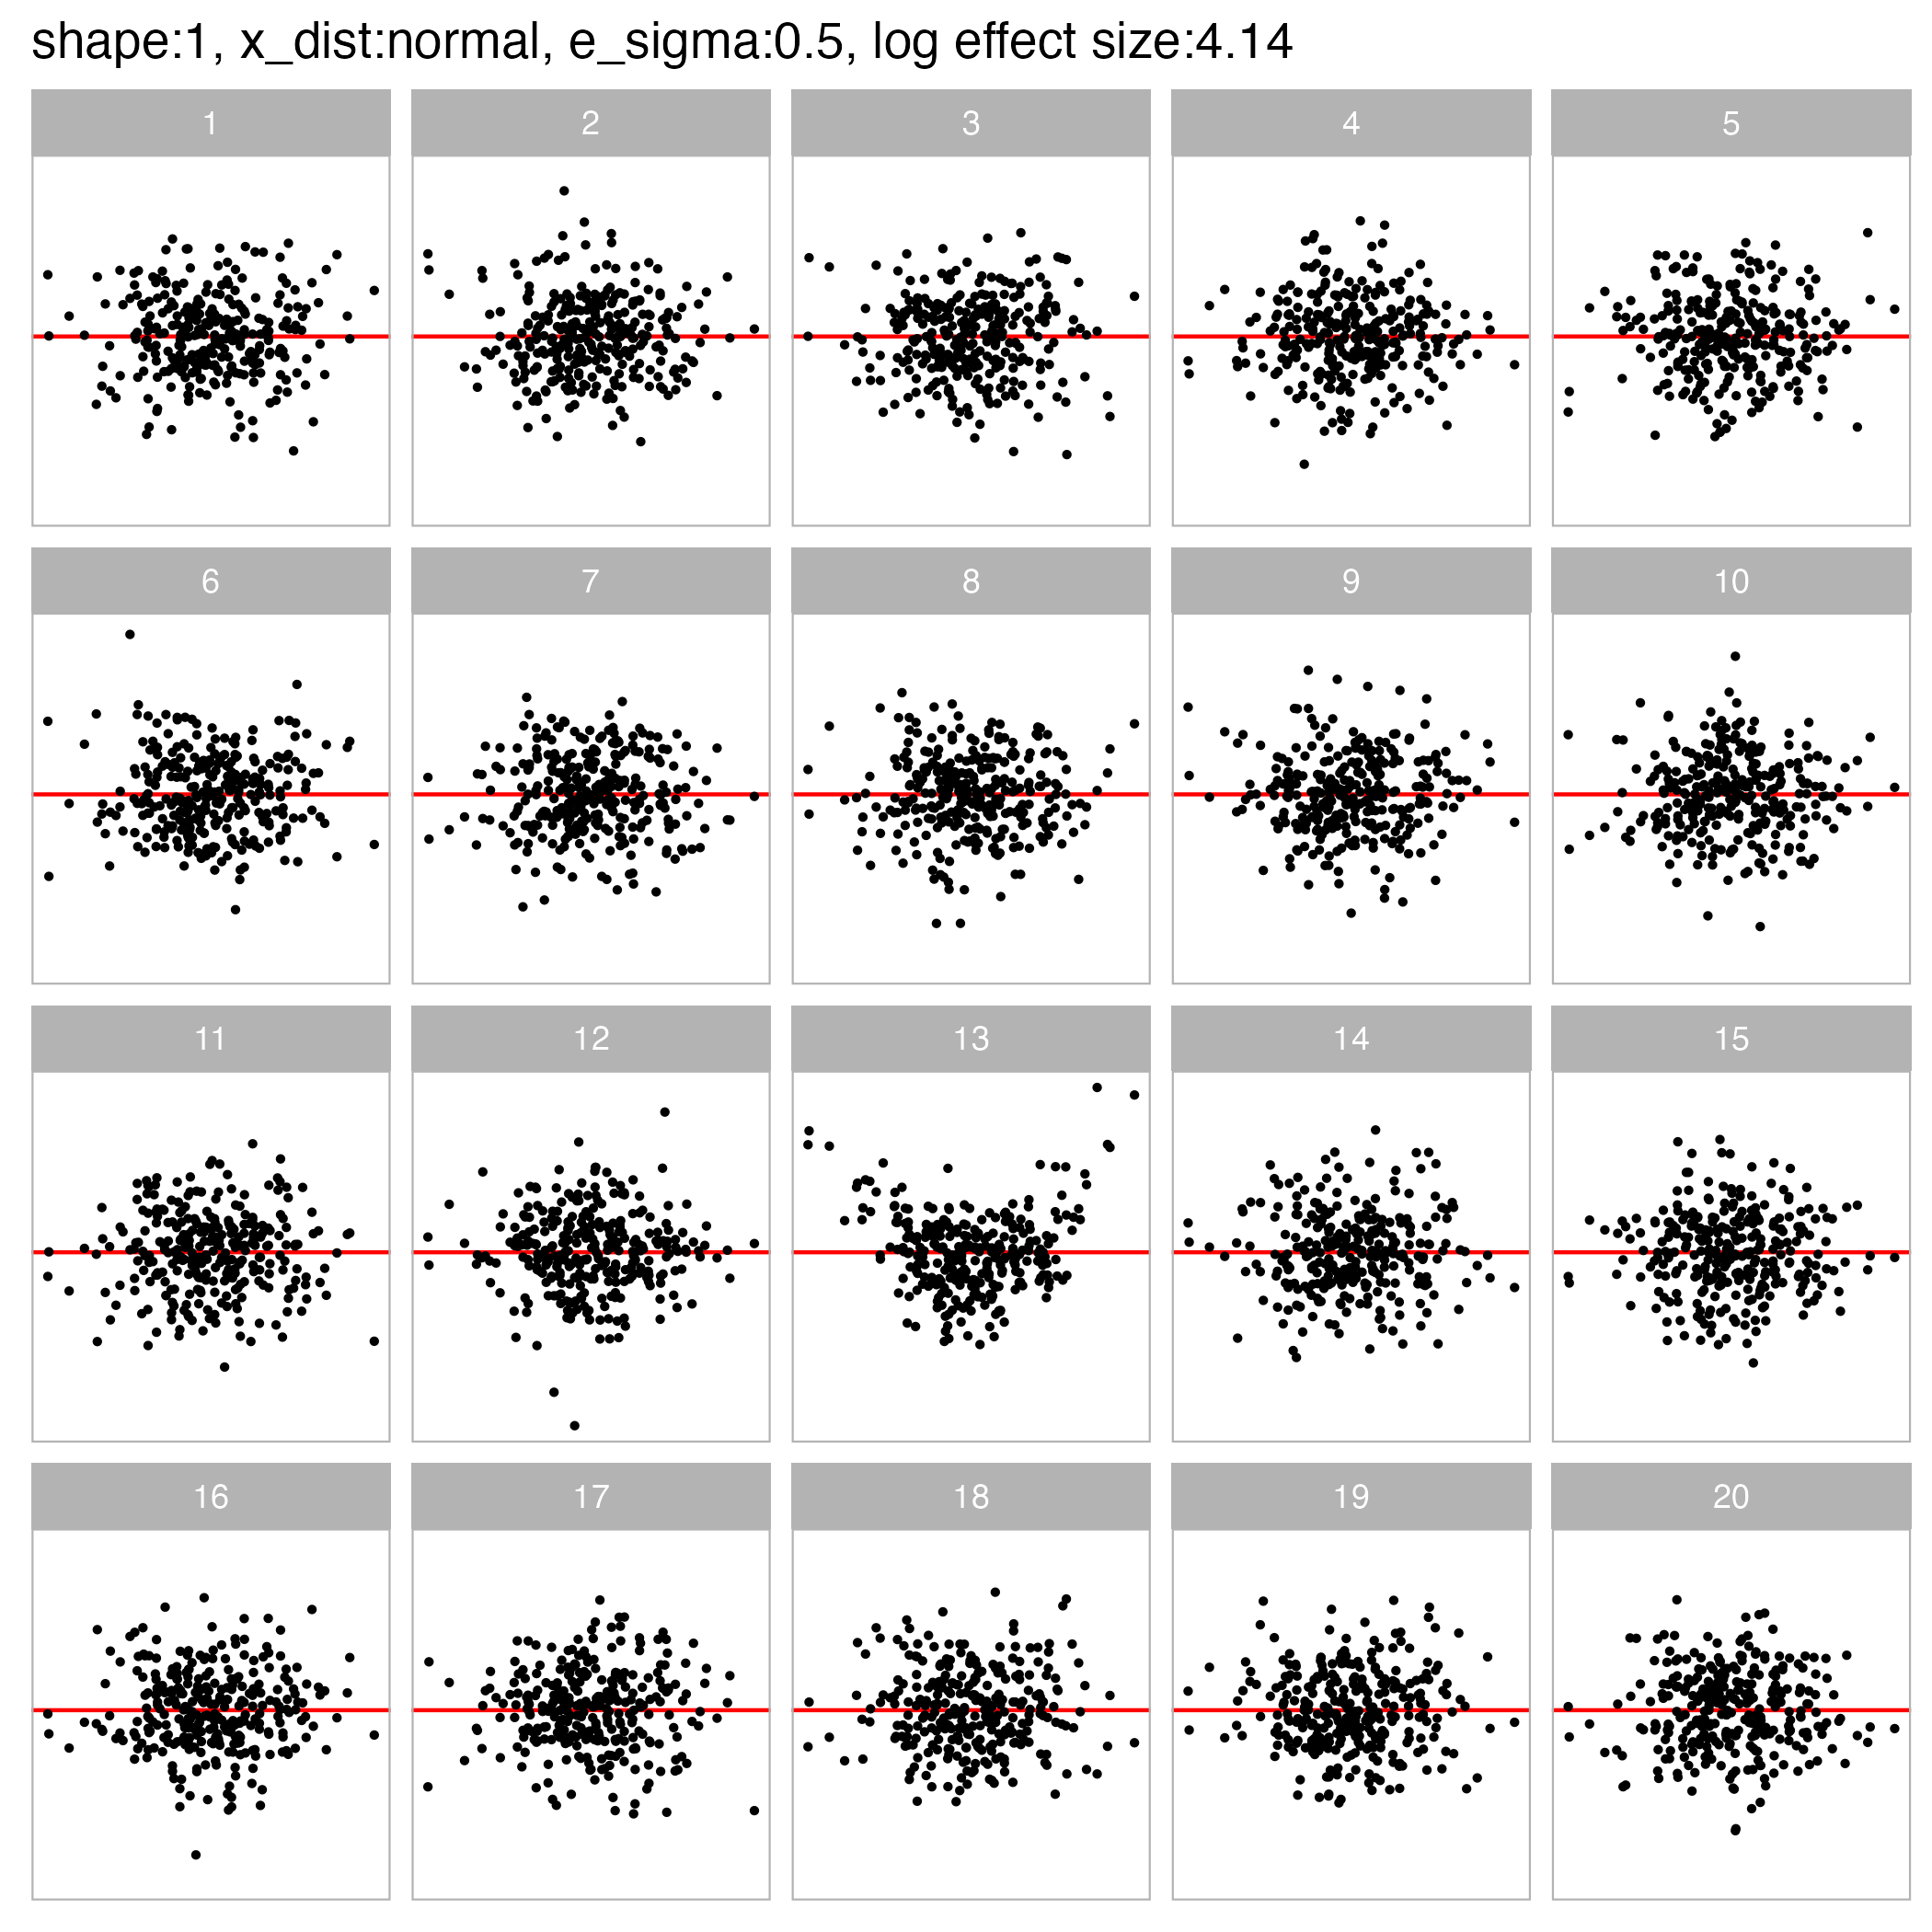 shape:1, x_dist:normal, e_sigma:0.5, log effect size:4.14
1 2 3 4 5
6 7 8 9 10
11 12 13 14 15
16 17 18 19 20